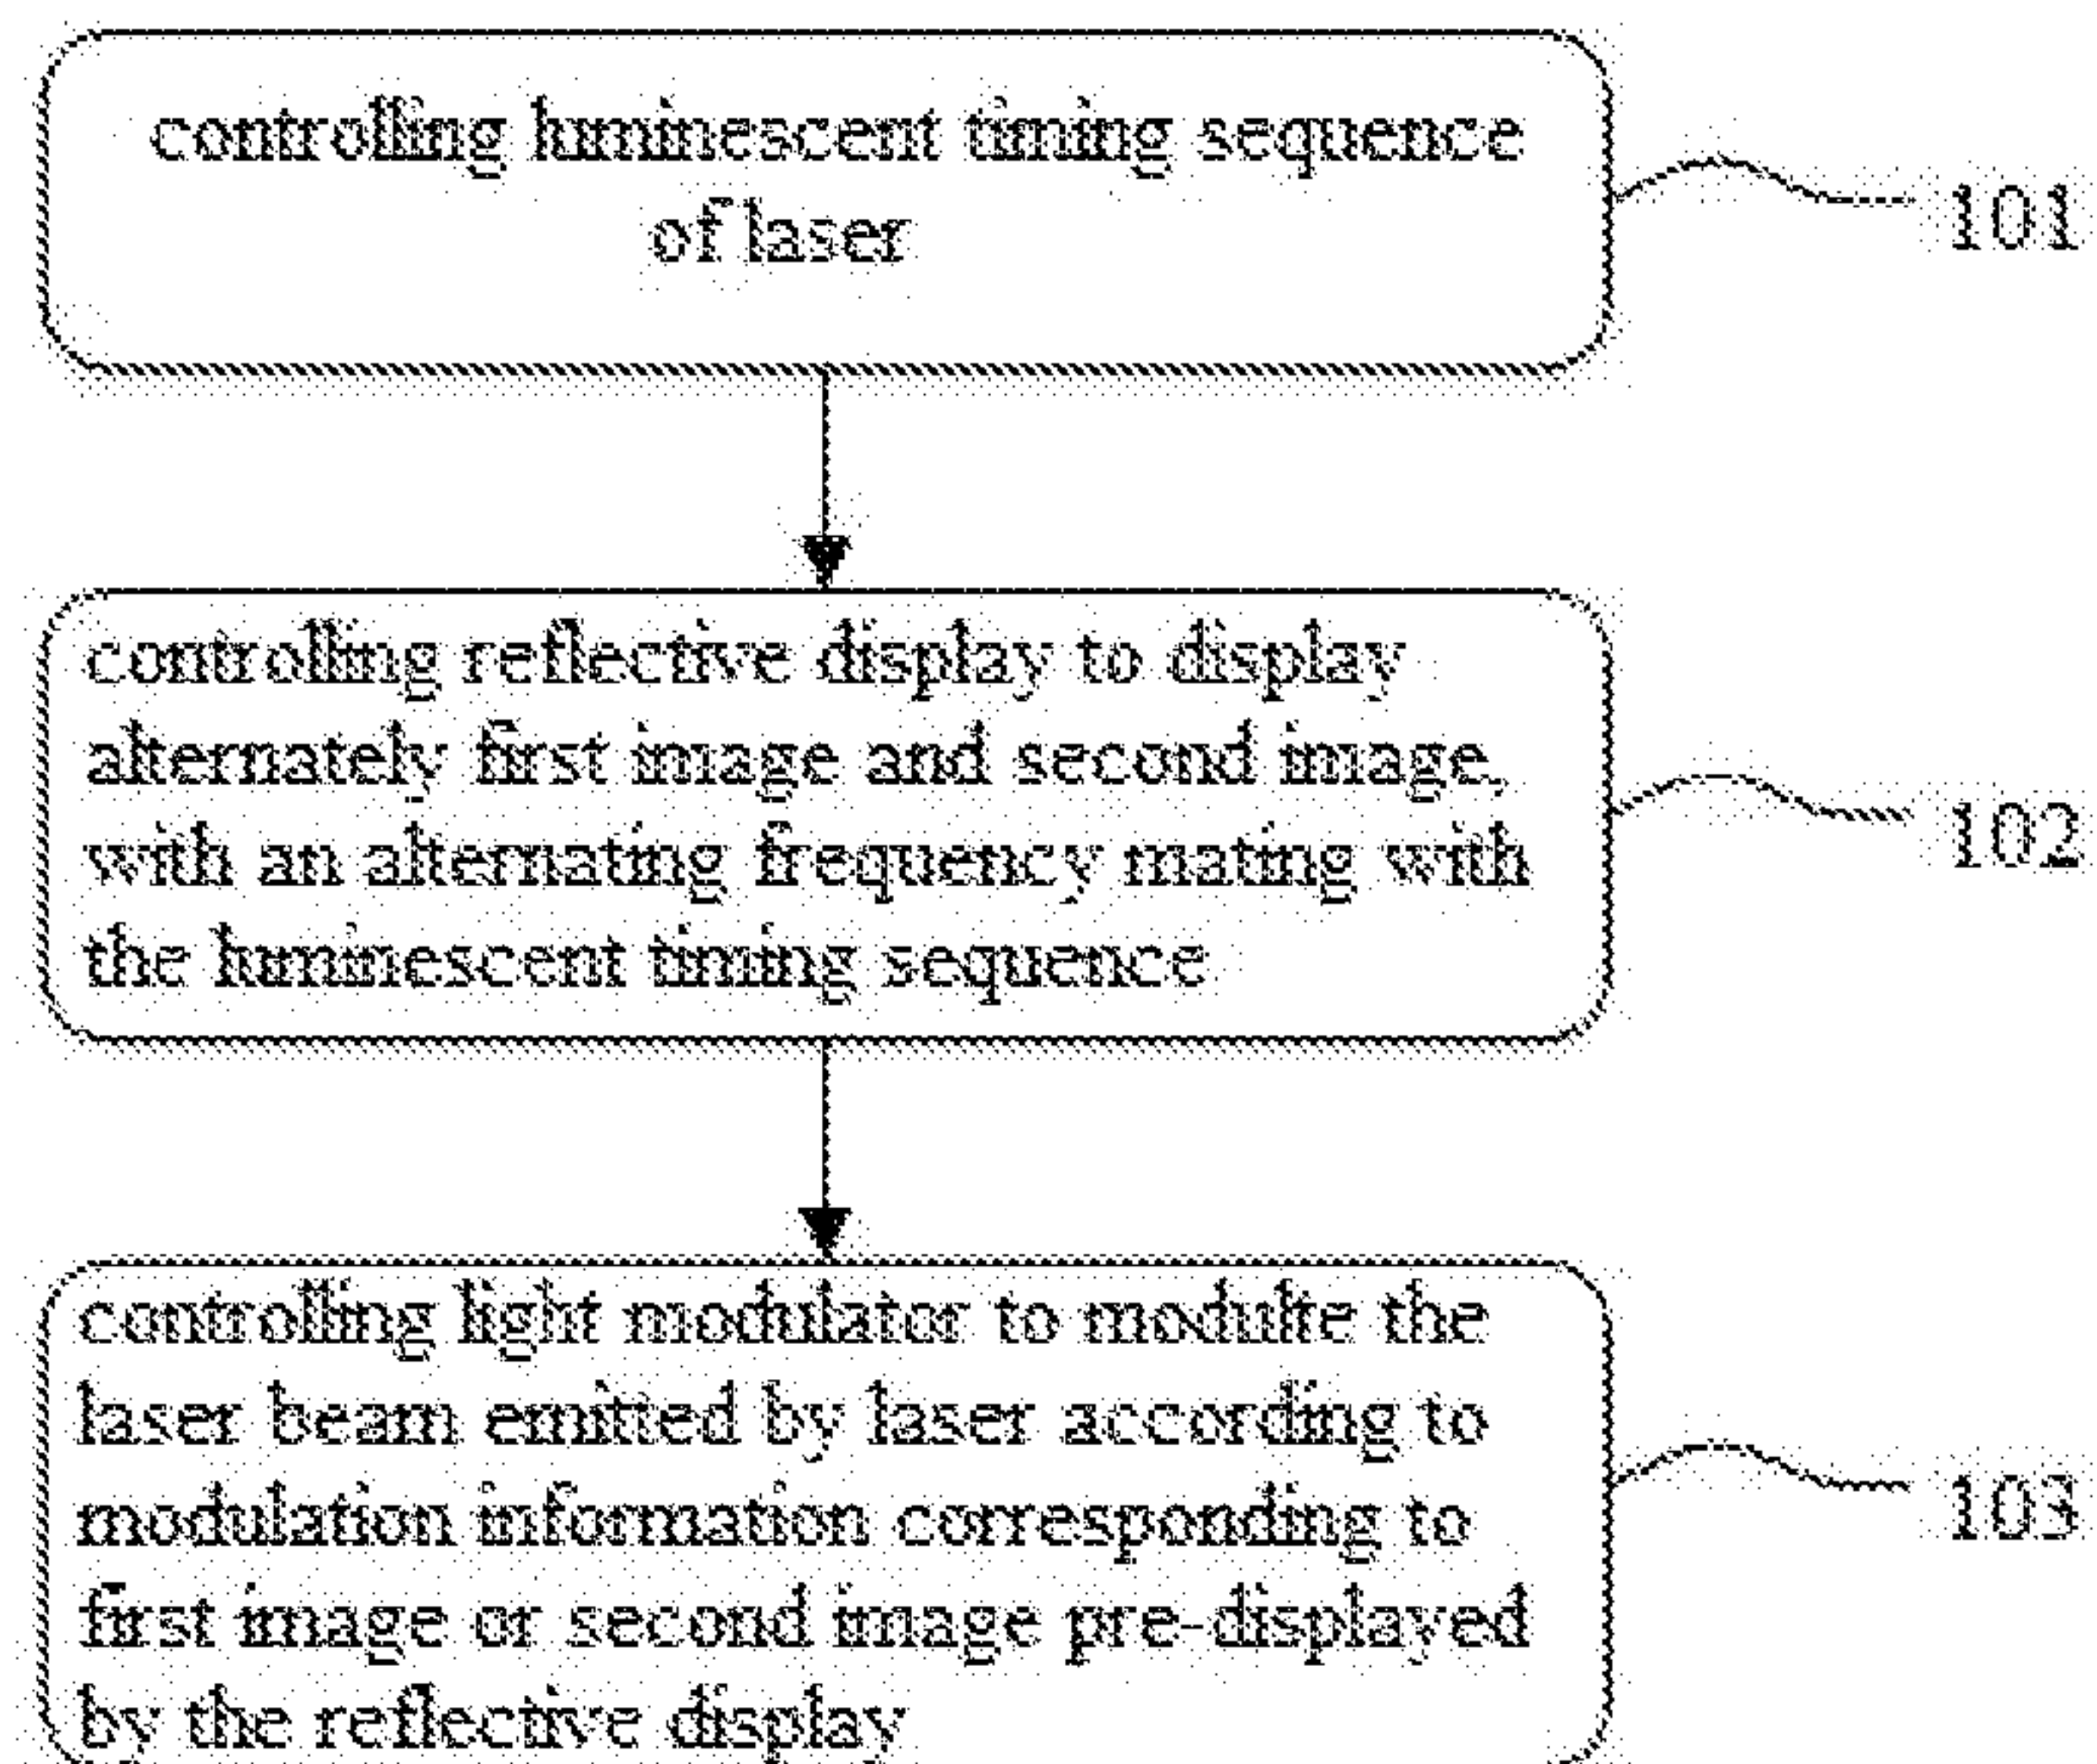 controlling luminescent timing sequence
of laser
101
controlling reflective display to display
alternately first image and second image,
with an alternating frequency mating with
the luminescent timing sequence
102
controlling light modulator to modulte the
laser beam emitted by laser according to
modulation information corresponding to
first image or second image pre-displayed
by the reflective display
103